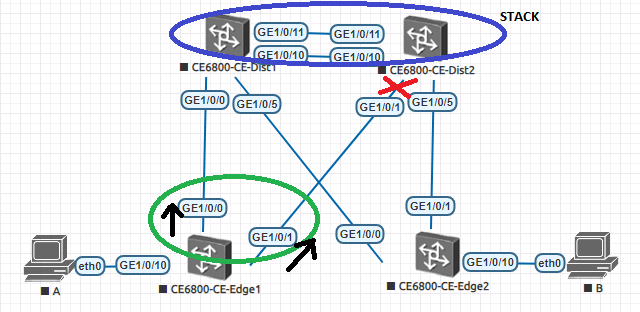 STACK
GE1/0/11
GE1/0/11
GE1/0/10
GE1/0/10
CE6800-CE-Dist1
CE6800-CE-Dist2
GE1/0/0
GE1/0/5
GE1/0/1
GE1/0/5
GE1/0/0
GE1/0/1
GE1/0/0
GE1/0/1
eth0
GE1/0/10
GE1/0/10
eth0
A
CE6800-CE-Edge1
CE6800-CE-Edge2
B